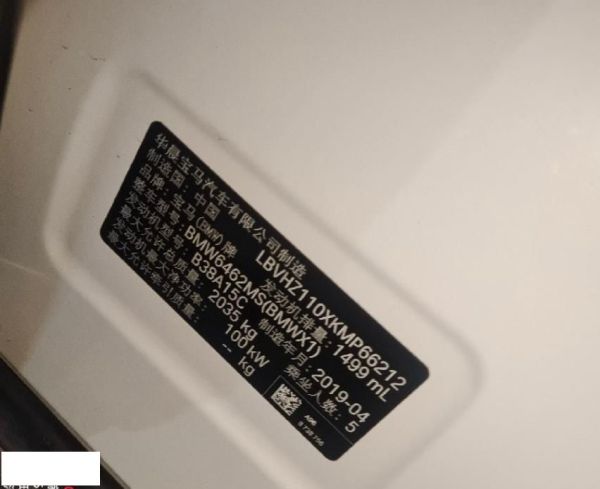 华晨宝马汽车有限公司制造
制造国：中国 LBVHZ110XKMP66212
品牌：宝马(BMW)牌 发动机排量：1499 mL
整车型号：BMW6462MS(BMWX1) 制造年月：2019-04
发动机型号：B38A15C 乘坐人数：5
最大允许总质量：2035 kg
发动机最大净功率：100 kW
最大允许牵引质量：-- kg
A96